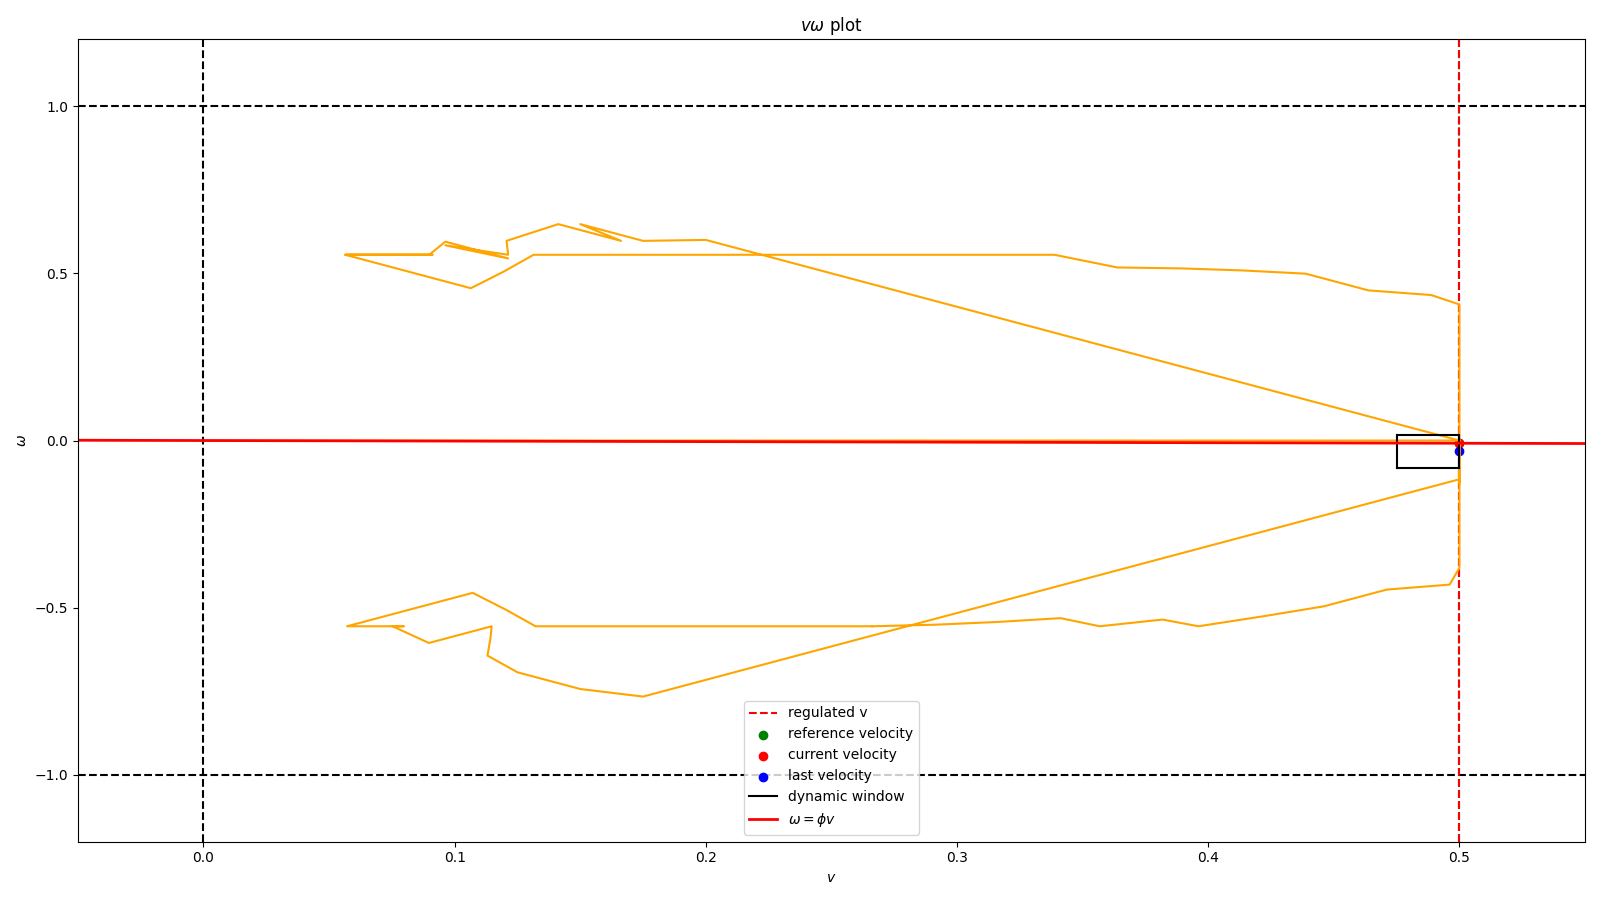 vω plot
1.0
0.5
0.0
−0.5
−1.0
ω
0.0
0.1
0.2
0.3
0.4
0.5
v
regulated v
reference velocity
current velocity
last velocity
dynamic window
ω = ϕv